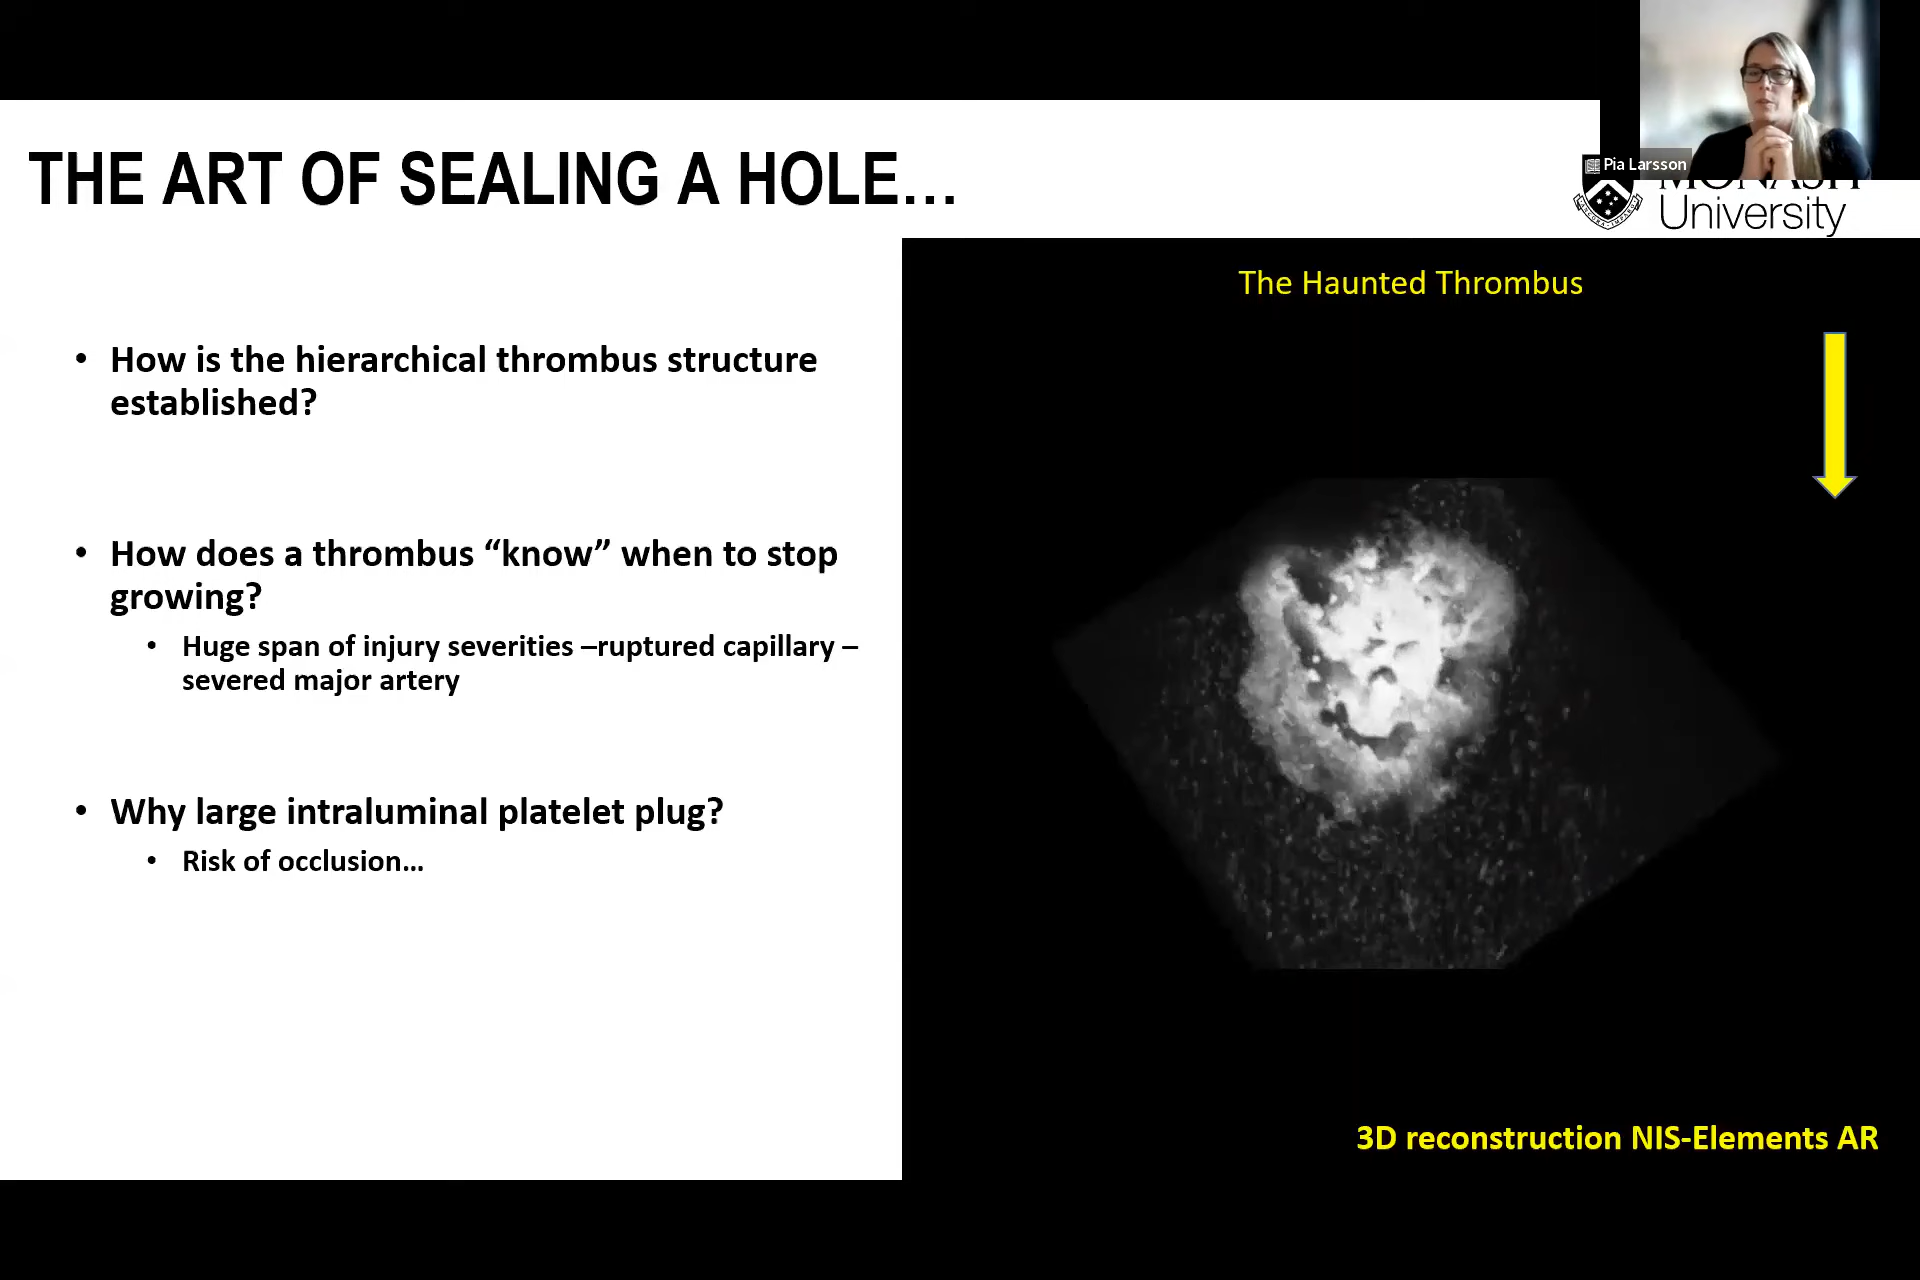 Pia Larsson
THE ART OF SEALING A HOLE...
MONASH
University
The Haunted Thrombus
• How is the hierarchical thrombus structure
established?
• How does a thrombus “know” when to stop
growing?
• Huge span of injury severities –ruptured capillary –
severed major artery
• Why large intraluminal platelet plug?
• Risk of occlusion...
3D reconstruction NIS-Elements AR